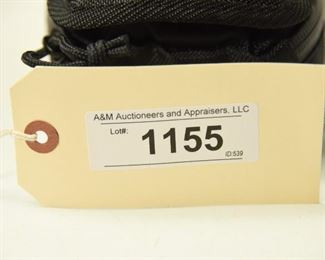 A&M Auctioneers and Appraisers, LLC
Lot#: 1155
ID:539